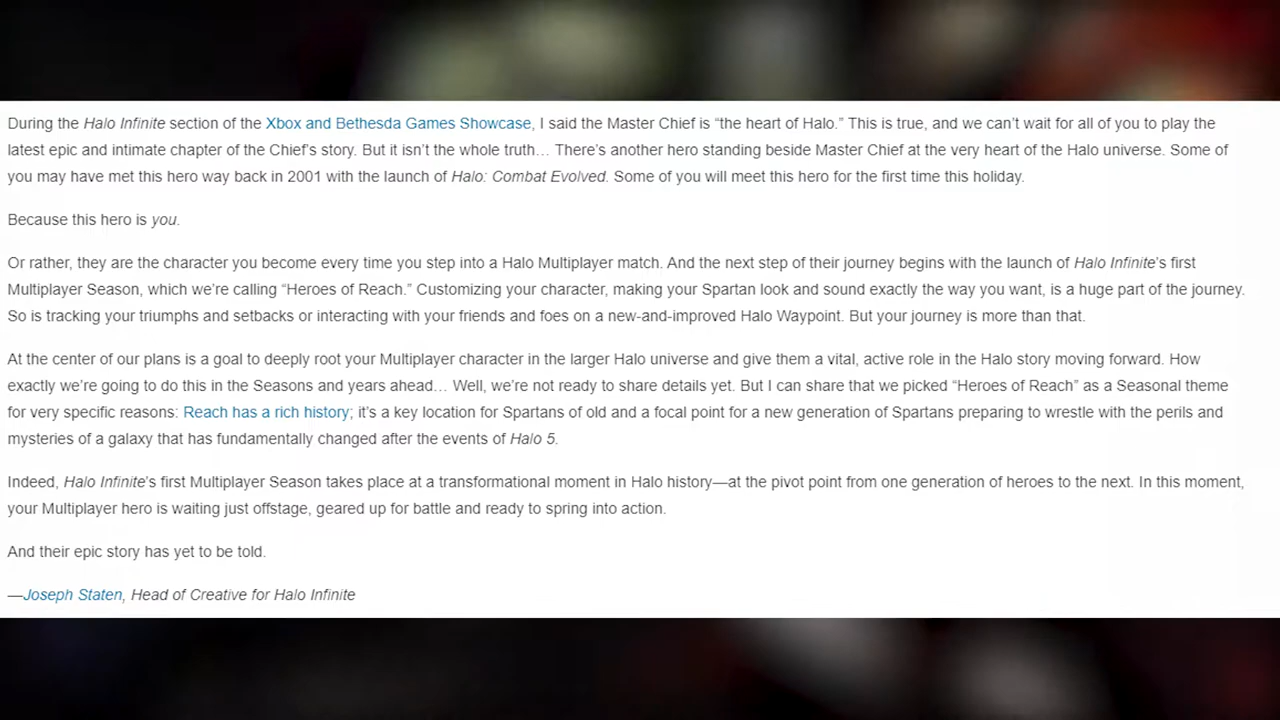 During the Halo Infinite section of the Xbox and Bethesda Games Showcase, I said the Master Chief is “the heart of Halo.” This is true, and we can’t wait for all of you to play the
latest epic and intimate chapter of the Chief’s story. But it isn’t the whole truth… There’s another hero standing beside Master Chief at the very heart of the Halo universe. Some of
you may have met this hero way back in 2001 with the launch of Halo: Combat Evolved. Some of you will meet this hero for the first time this holiday.
Because this hero is you.
Or rather, they are the character you become every time you step into a Halo Multiplayer match. And the next step of their journey begins with the launch of Halo Infinite’s first
Multiplayer Season, which we’re calling “Heroes of Reach.” Customizing your character, making your Spartan look and sound exactly the way you want, is a huge part of the journey.
So is tracking your triumphs and setbacks or interacting with your friends and foes on a new-and-improved Halo Waypoint. But your journey is more than that.
At the center of our plans is a goal to deeply root your Multiplayer character in the larger Halo universe and give them a vital, active role in the Halo story moving forward. How
exactly we’re going to do this in the Seasons and years ahead… Well, we’re not ready to share details yet. But I can share that we picked “Heroes of Reach” as a Seasonal theme
for very specific reasons: Reach has a rich history; it’s a key location for Spartans of old and a focal point for a new generation of Spartans preparing to wrestle with the perils and
mysteries of a galaxy that has fundamentally changed after the events of Halo 5.
Indeed, Halo Infinite’s first Multiplayer Season takes place at a transformational moment in Halo history—at the pivot point from one generation of heroes to the next. In this moment,
your Multiplayer hero is waiting just offstage, geared up for battle and ready to spring into action.
And their epic story has yet to be told.
—Joseph Staten, Head of Creative for Halo Infinite